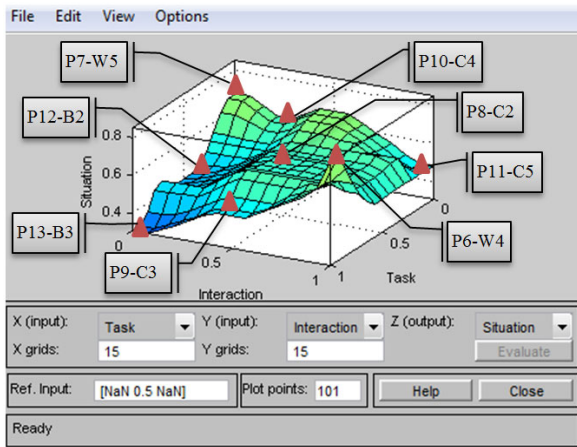 File Edit View Options
P7-W5
P10-C4
P12-B2
P8-C2
P11-C5
P13-B3
P9-C3
P6-W4
0.8
0.6
0.4
Situation
0
0.5
1
Interaction
0
0.5
1
Task
X (input): Task Y (input): Interaction Z (output): Situation
X grids: 15 Y grids: 15 Evaluate
Ref. Input: [NaN 0.5 NaN] Plot points: 101 Help Close
Ready